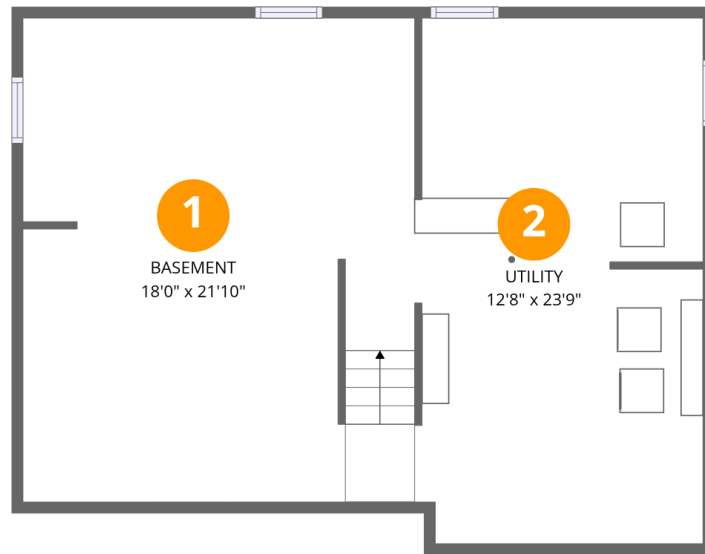 1
BASEMENT
18'0" x 21'10"
2
UTILITY
12'8" x 23'9"